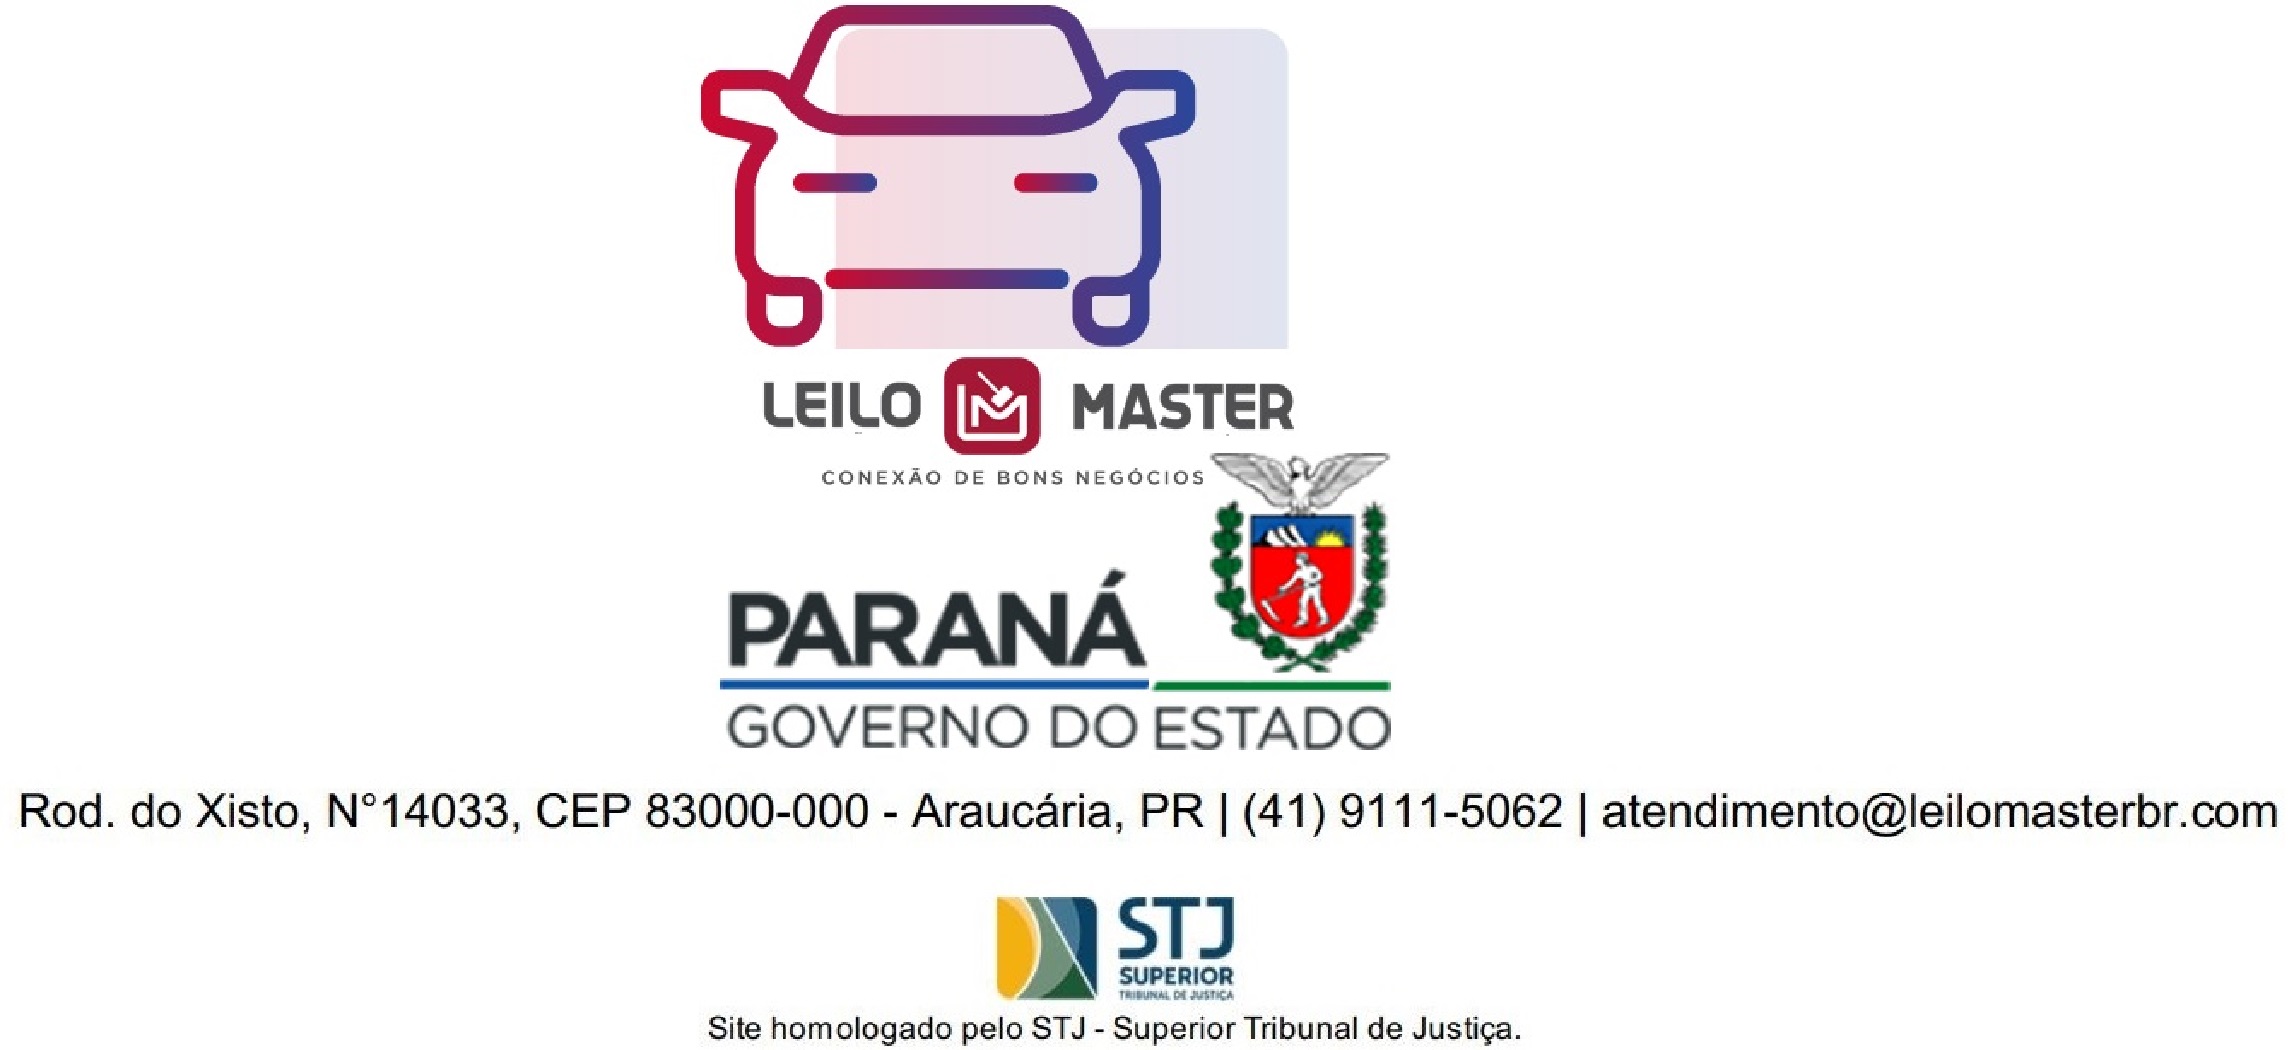 LEILO MASTER
CONEXÃO DE BONS NEGÓCIOS
PARANÁ
GOVERNO DO ESTADO
Rod. do Xisto, N°14033, CEP 83000-000 - Araucária, PR | (41) 9111-5062 | atendimento@leilomasterbr.com
STJ
SUPERIOR
TRIBUNAL DE JUSTIÇA
Site homologado pelo STJ - Superior Tribunal de Justiça.